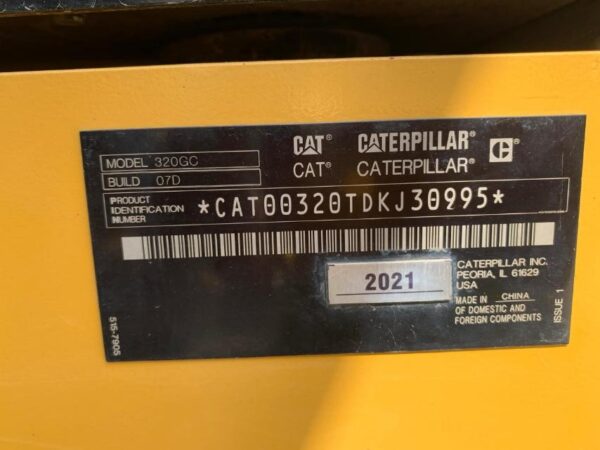 CAT® CATERPILLAR® C
CAT® CATERPILLAR®
MODEL 320GC
BUILD 07D
PRODUCT
IDENTIFICATION
NUMBER
*CAT00320TDKJ30995*
2021
CATERPILLAR INC.
PEORIA, IL 61629
USA
MADE IN CHINA
OF DOMESTIC AND
FOREIGN COMPONENTS
ISSUE 1
515-7905